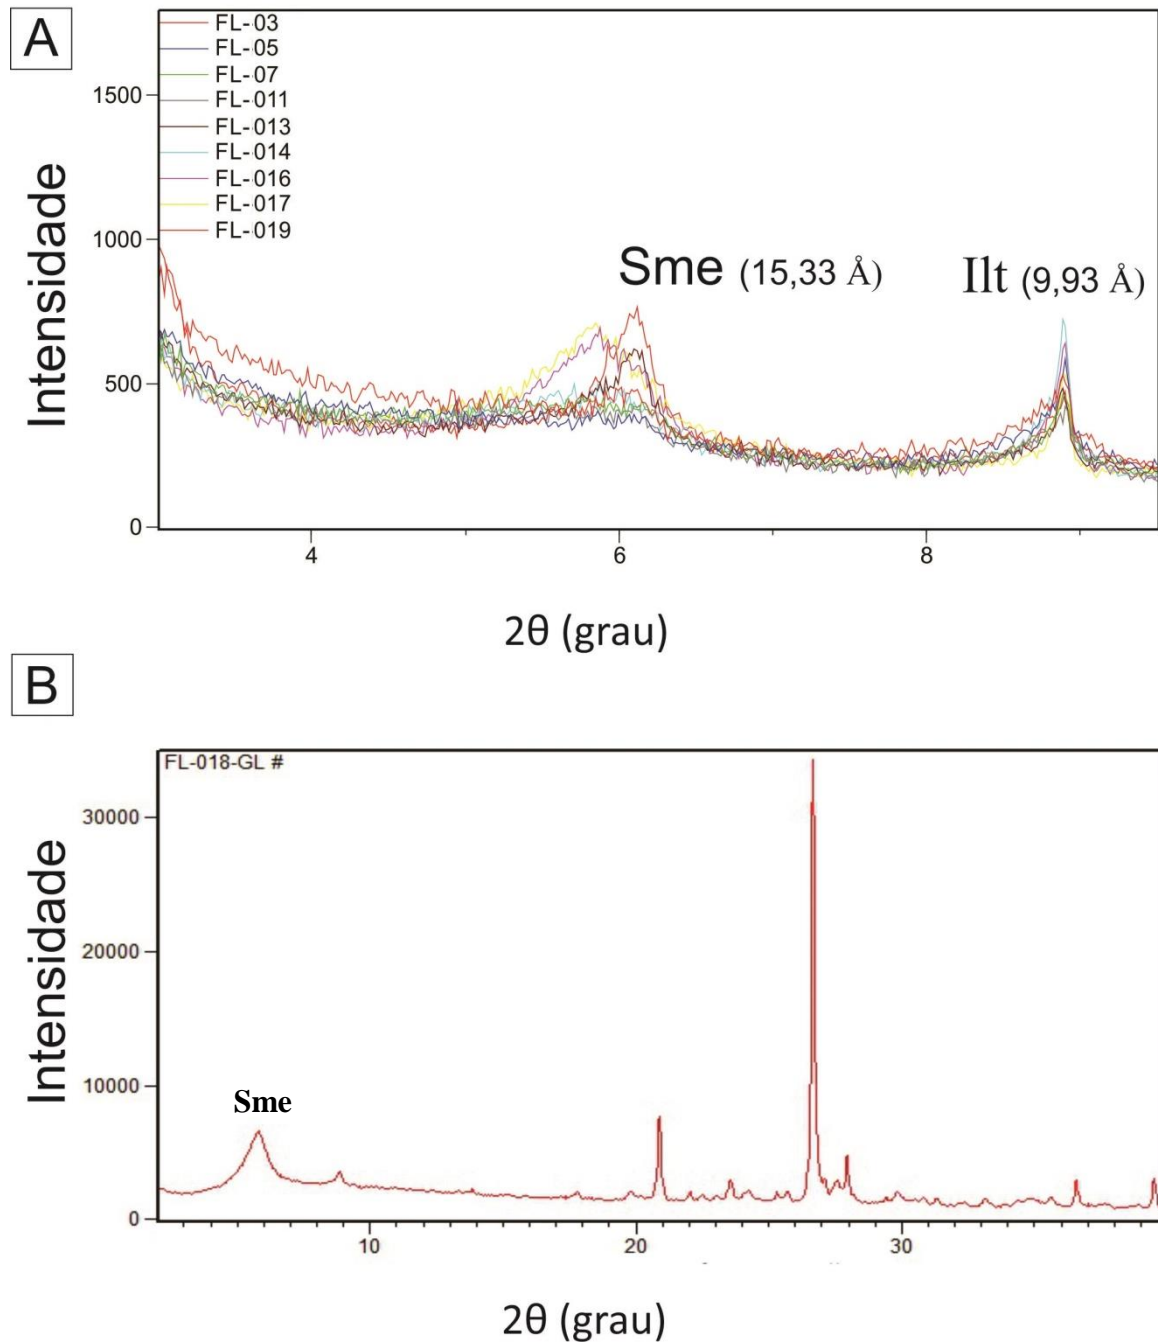 A
FL-03
FL-05
FL-07
FL-011
FL-013
FL-014
FL-016
FL-017
FL-019
1500
1000
500
0
Intensidade
Sme (15,33 Å)
Ilt (9,93 Å)
4 6 8
2θ (grau)
B
FL-018-GL #
30000
20000
10000
0
Intensidade
Sme
10 20 30
2θ (grau)